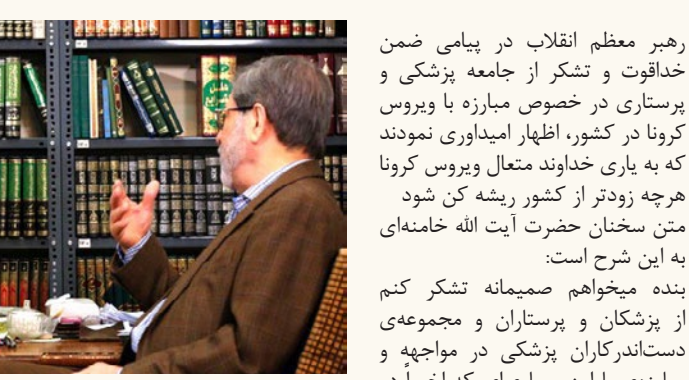 رهبر معظم انقلاب در پیامی ضمن
خداقوت و تشکر از جامعه پزشکی و
پرستاری در خصوص مبارزه با ویروس
کرونا در کشور، اظهار امیدواری نمودند
که به یاری خداوند متعال ویروس کرونا
هرچه زودتر از کشور ریشه کن شود
متن سخنان حضرت آیت الله خامنه‌ای
به این شرح است:
بنده میخواهم صمیمانه تشکر کنم
از پزشکان و پرستاران و مجموعه‌ی
دست‌اندرکاران پزشکی در مواجهه و